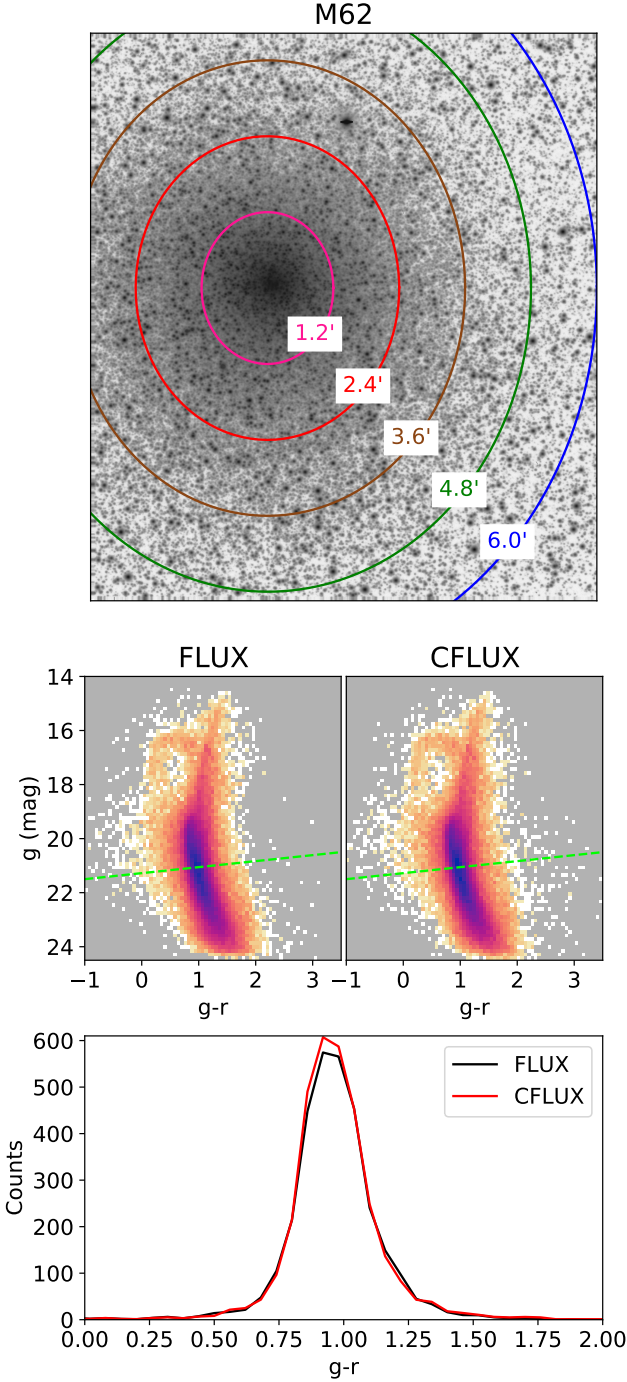 M62
1.2'
2.4'
3.6'
4.8'
6.0'
FLUX CFLUX
14
16
18
20
22
24
g (mag)
−1 0 1 2 3 −1 0 1 2 3
g-r g-r
600
500
400
300
200
100
0
Counts
FLUX
CFLUX
0.00 0.25 0.50 0.75 1.00 1.25 1.50 1.75 2.00
g-r